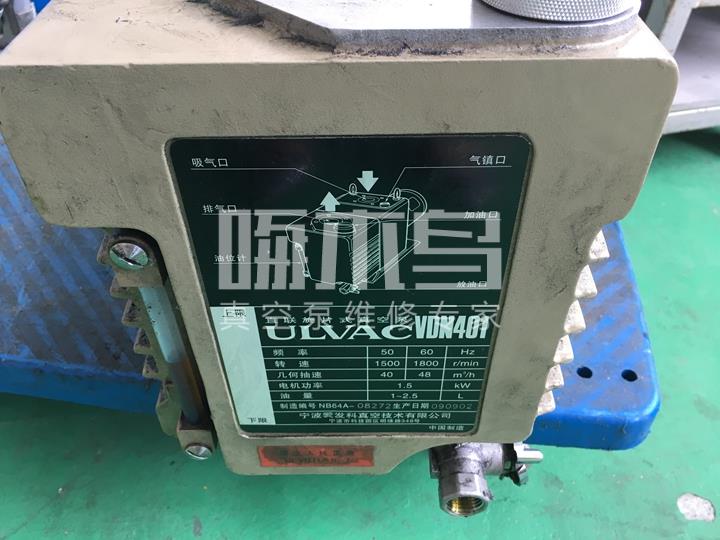 吸气口
气镇口
排气口
加油口
油位计
放油口
啄木鸟
真空泵维修专家
上限
直联旋片式真空泵
ULVAC VDN401
频率 50 60 Hz
转速 1500 1800 r/min
几何抽速 40 48 m³/h
电机功率 1.5 kW
油量 1~2.5 L
制造编号 NB64A-08272 生产日期 090902
下限
宁波爱发科真空技术有限公司
中国制造